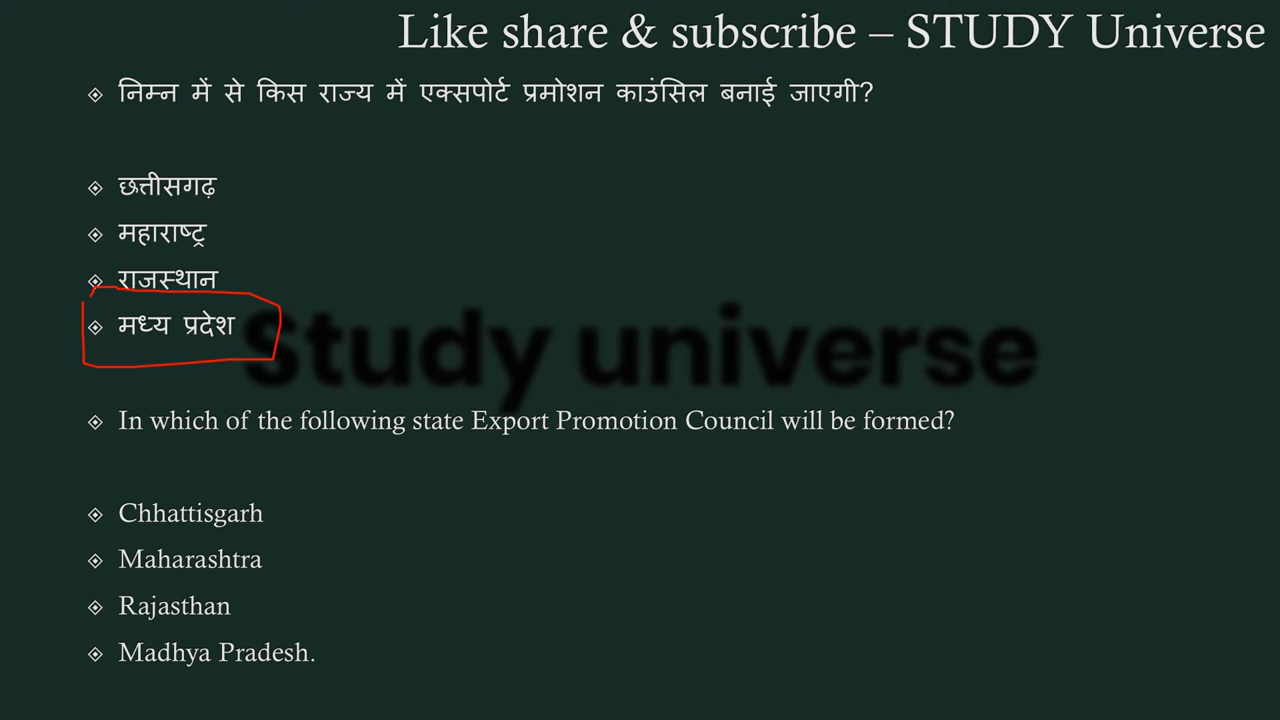 Like share & subscribe – STUDY Universe
निम्न में से किस राज्य में एक्सपोर्ट प्रमोशन काउंसिल बनाई जाएगी?
छत्तीसगढ़
महाराष्ट्र
राजस्थान
मध्य प्रदेश
Study universe
In which of the following state Export Promotion Council will be formed?
Chhattisgarh
Maharashtra
Rajasthan
Madhya Pradesh.